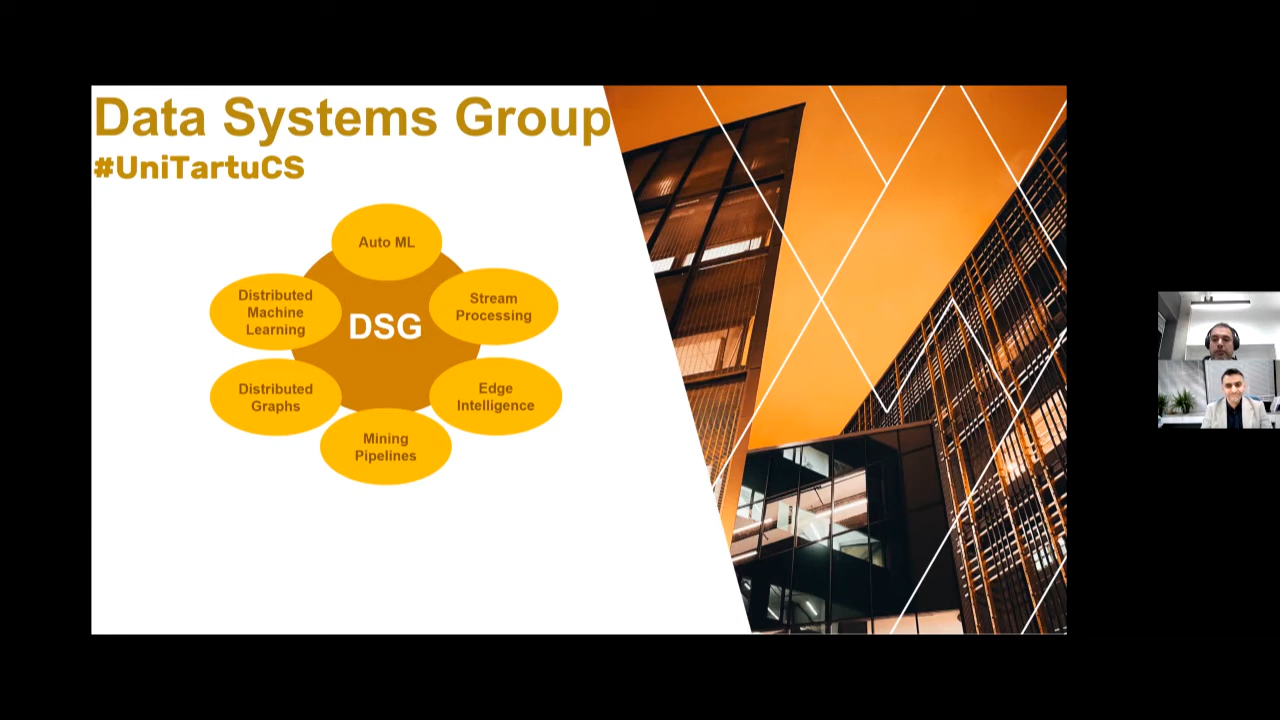 Data Systems Group
#UniTartuCS
Auto ML
Distributed
Machine
Learning
DSG
Stream
Processing
Distributed
Graphs
Edge
Intelligence
Mining
Pipelines